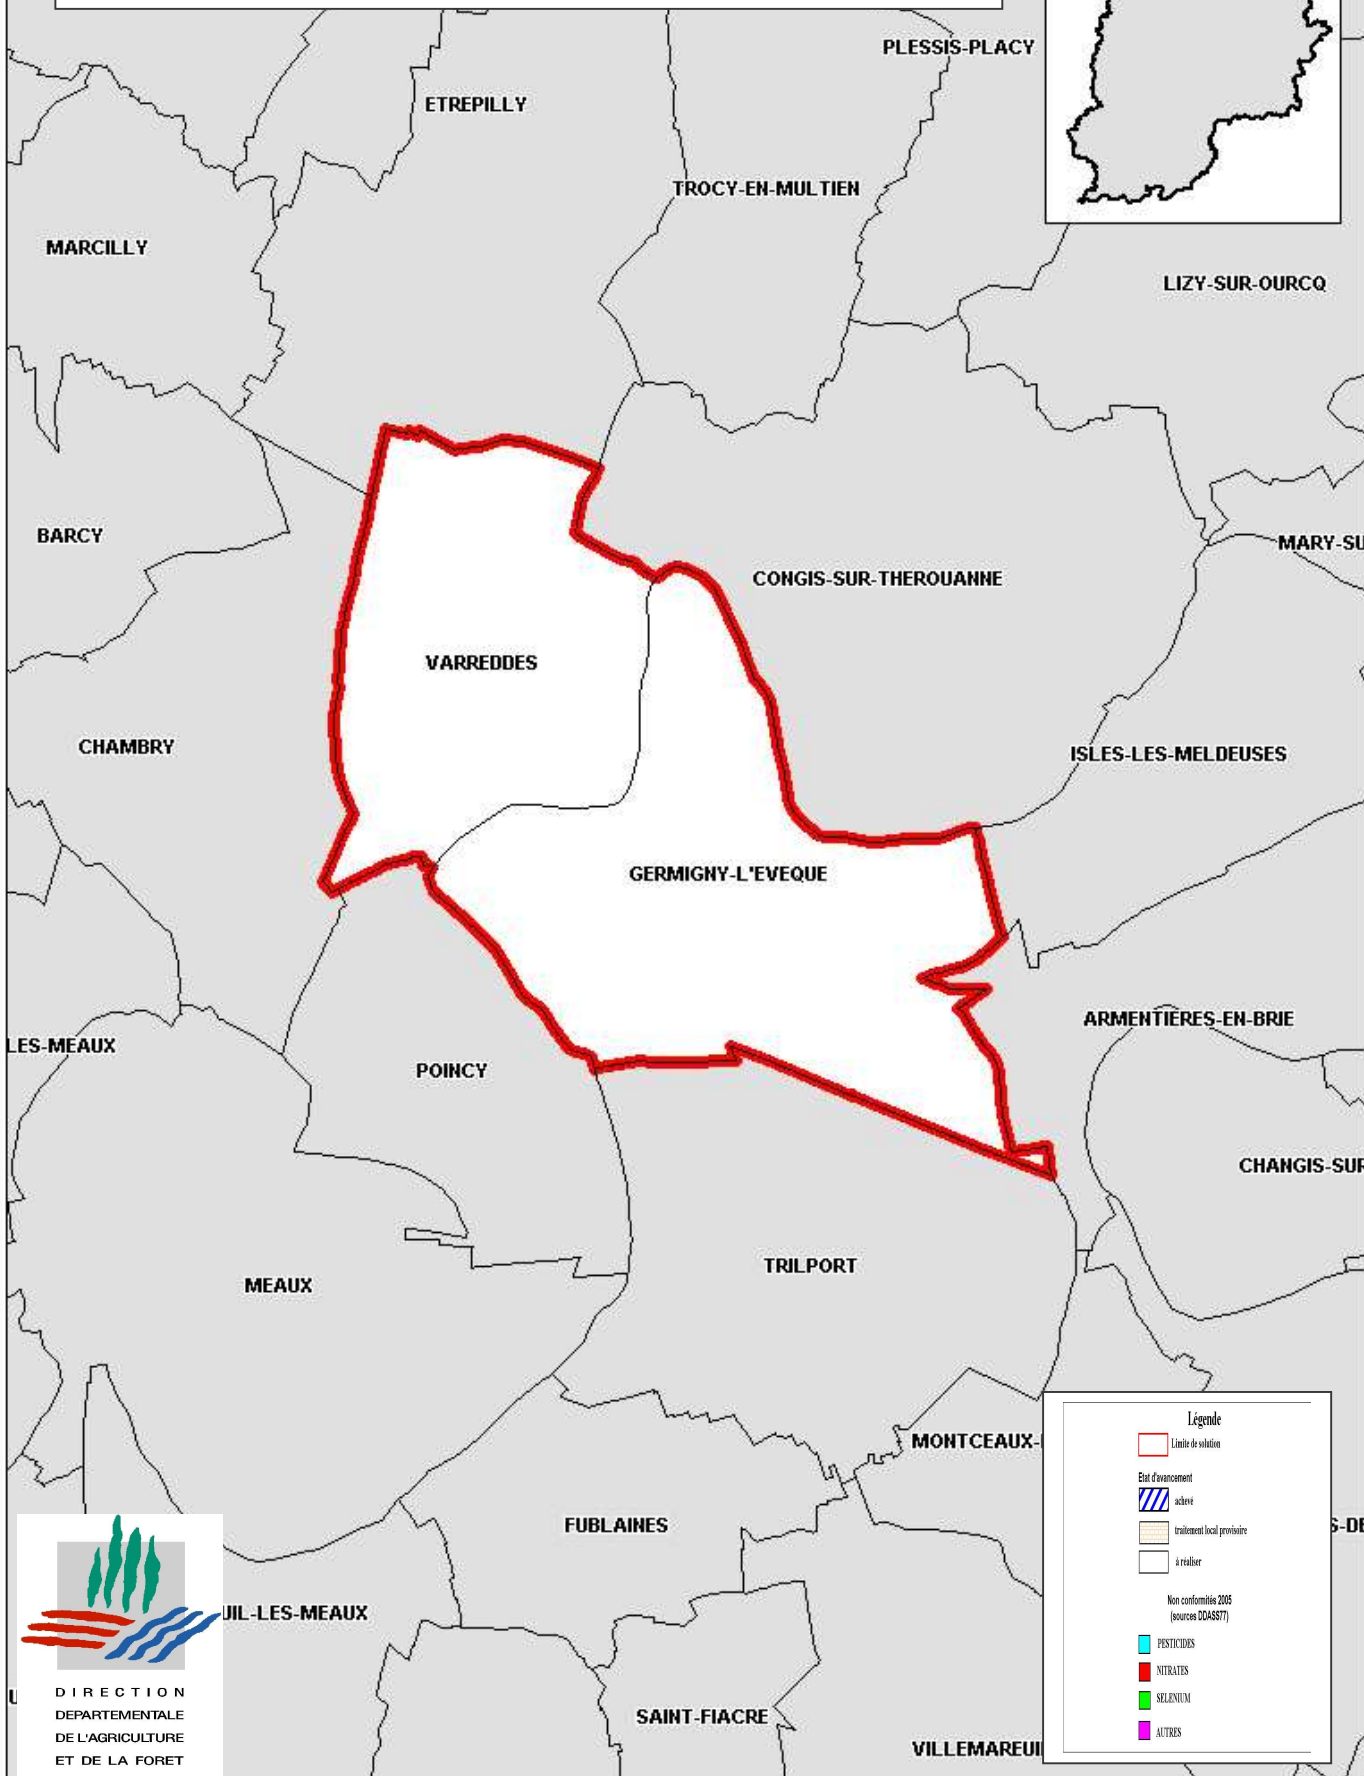 PLESSIS-PLACY
ETREPILLY
TROCY-EN-MULTIEN
MARCILLY
LIZY-SUR-OURCQ
BARCY
MARY-SU
CONGIS-SUR-THEROUANNE
VARREDDES
CHAMBRY
ISLES-LES-MELDEUSES
GERMIGNY-L'EVEQUE
ARMENTIERES-EN-BRIE
LES-MEAUX
POINCY
CHANGIS-SUR
TRILPORT
MEAUX
MONTCEAUX-
FUBLAINES
S-DE
UIL-LES-MEAUX
SAINT-FIACRE
VILLEMAREUI
Légende
Limite de solution
Etat d'avancement
achevé
traitement local provisoire
à réaliser
Non conformités 2005
(sources DDASS77)
PESTICIDES
NITRATES
SELENIUM
AUTRES
DIRECTION
DEPARTEMENTALE
DE L'AGRICULTURE
ET DE LA FORET